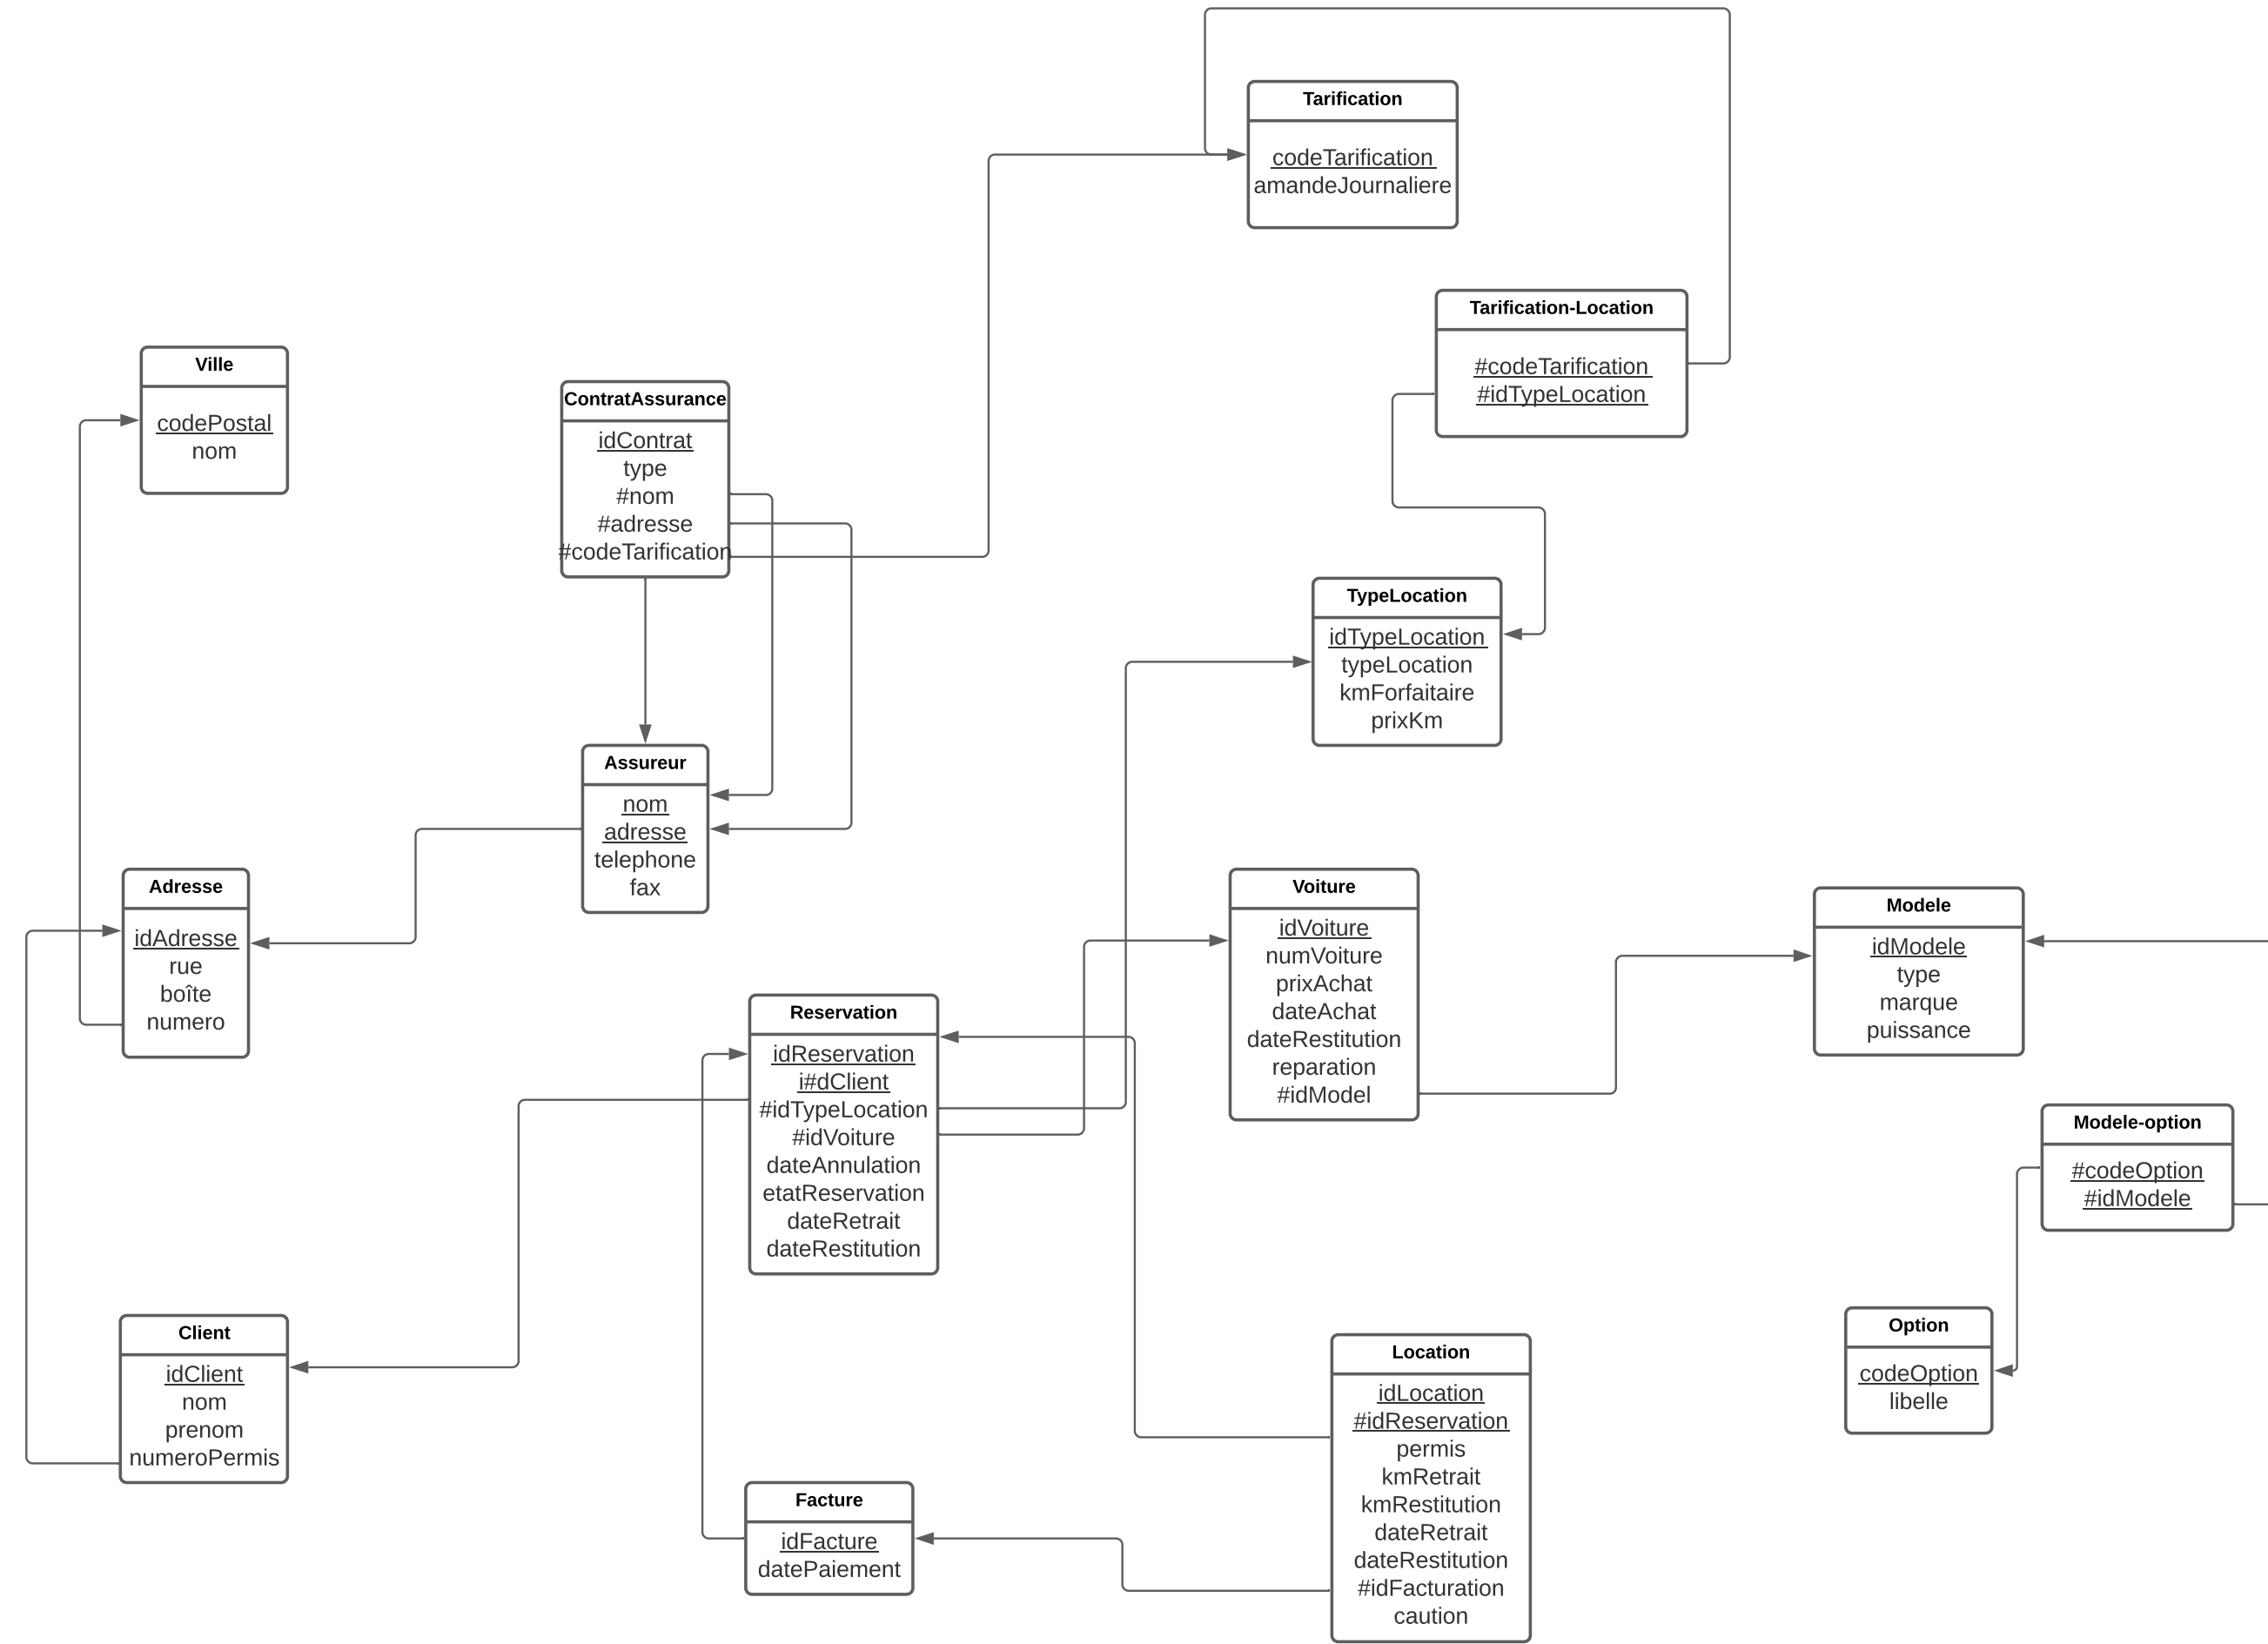 Tarification
codeTarification
amandeJournaliere
Tarification-Location
#codeTarification
#idTypeLocation
Ville
codePostal
nom
ContratAssurance
idContrat
type
#nom
#adresse
#codeTarification
TypeLocation
idTypeLocation
typeLocation
kmForfaitaire
prixKm
Assureur
nom
adresse
telephone
fax
Adresse
idAdresse
rue
boîte
numero
Voiture
idVoiture
numVoiture
prixAchat
dateAchat
dateRestitution
reparation
#idModel
Modele
idModele
type
marque
puissance
Reservation
idReservation
i#dClient
#idTypeLocation
#idVoiture
dateAnnulation
etatReservation
dateRetrait
dateRestitution
Modele-option
#codeOption
#idModele
Option
codeOption
libelle
Client
idClient
nom
prenom
numeroPermis
Location
idLocation
#idReservation
permis
kmRetrait
kmRestitution
dateRetrait
dateRestitution
#idFacturation
caution
Facture
idFacture
datePaiement